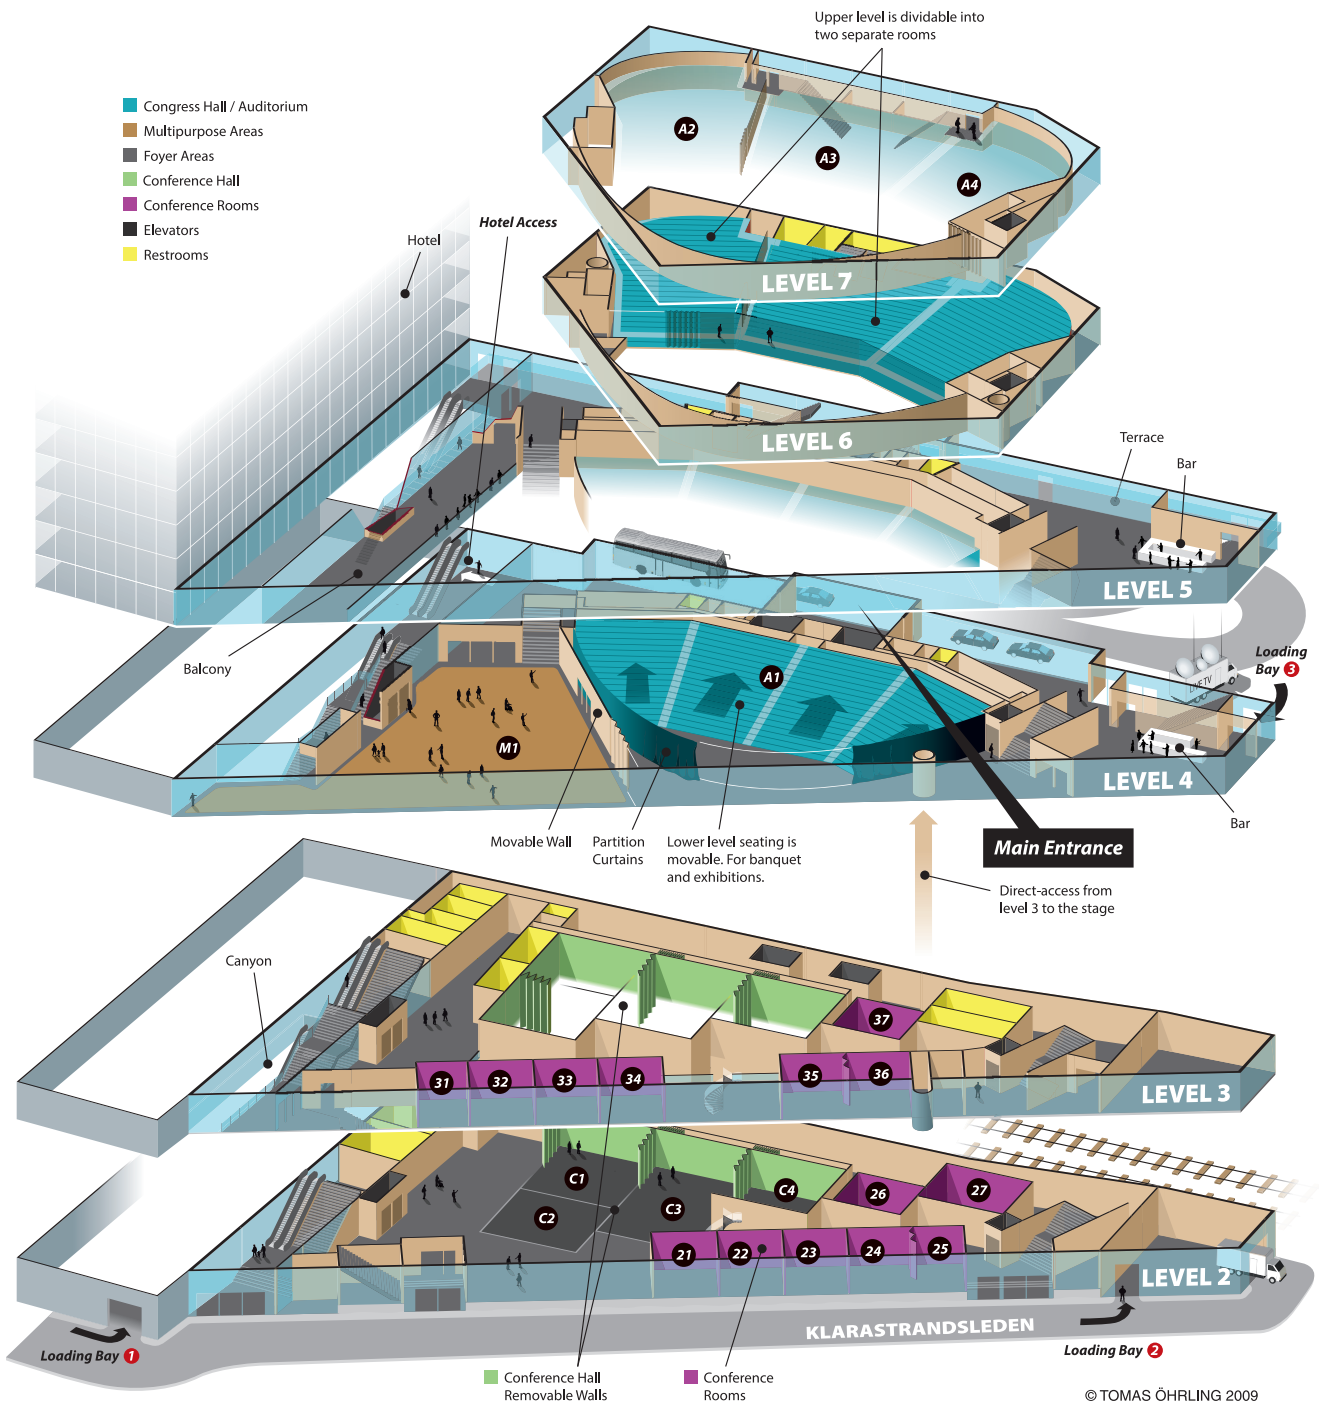 Upper level is dividable into
two separate rooms
Congress Hall / Auditorium
Multipurpose Areas
Foyer Areas
Conference Hall
Conference Rooms
Elevators
Restrooms
Hotel
Hotel Access
A2
A3
A4
LEVEL 7
LEVEL 6
Terrace
Bar
LEVEL 5
Balcony
Loading
Bay 3
LIVE TV
A1
M1
LEVEL 4
Bar
Movable Wall
Partition
Curtains
Lower level seating is
movable. For banquet
and exhibitions.
Main Entrance
Direct-access from
level 3 to the stage
Canyon
37
31
32
33
34
35
36
LEVEL 3
C1
C2
C3
C4
26
27
21
22
23
24
25
LEVEL 2
KLARASTRANDSLEDEN
Loading Bay 1
Loading Bay 2
Conference Hall
Removable Walls
Conference
Rooms
© TOMAS ÖHRLING 2009